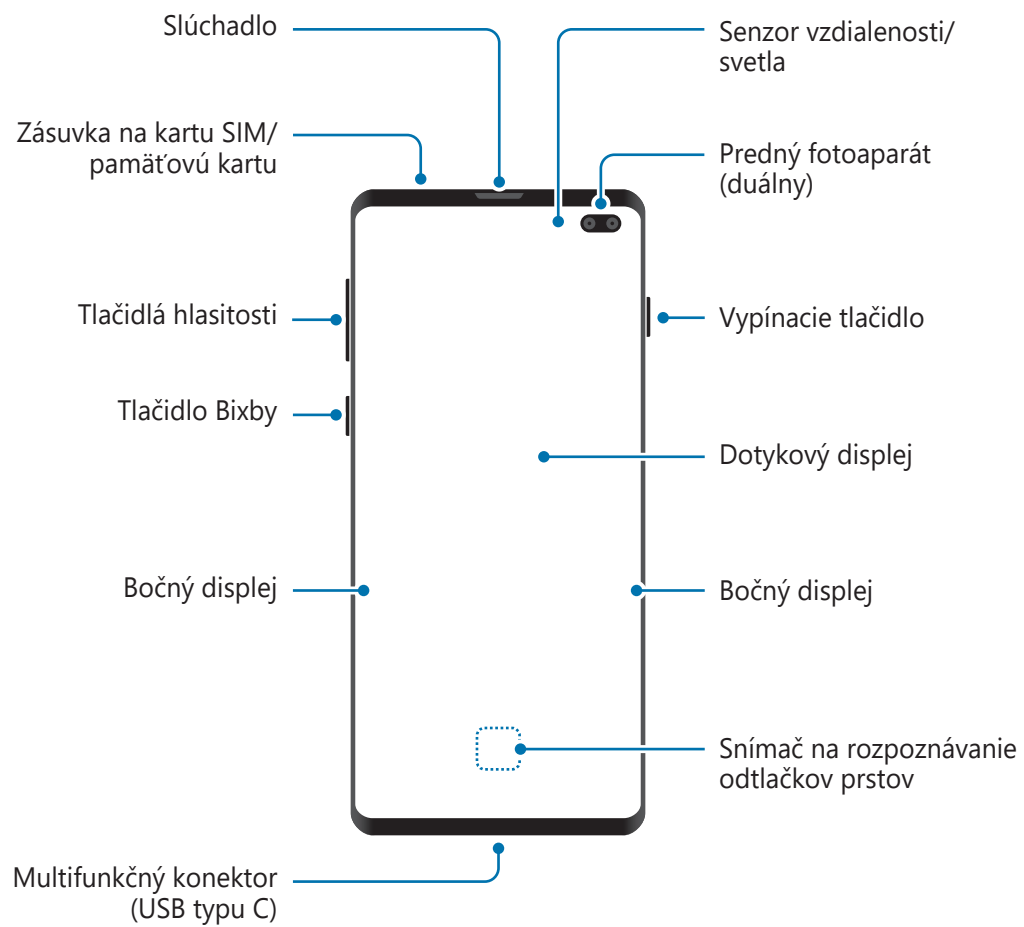 Slúchadlo
Zásuvka na kartu SIM/
pamäťovú kartu
Tlačidlá hlasitosti
Tlačidlo Bixby
Bočný displej
Multifunkčný konektor
(USB typu C)
Senzor vzdialenosti/
svetla
Predný fotoaparát
(duálny)
Vypínacie tlačidlo
Dotykový displej
Bočný displej
Snímač na rozpoznávanie
odtlačkov prstov